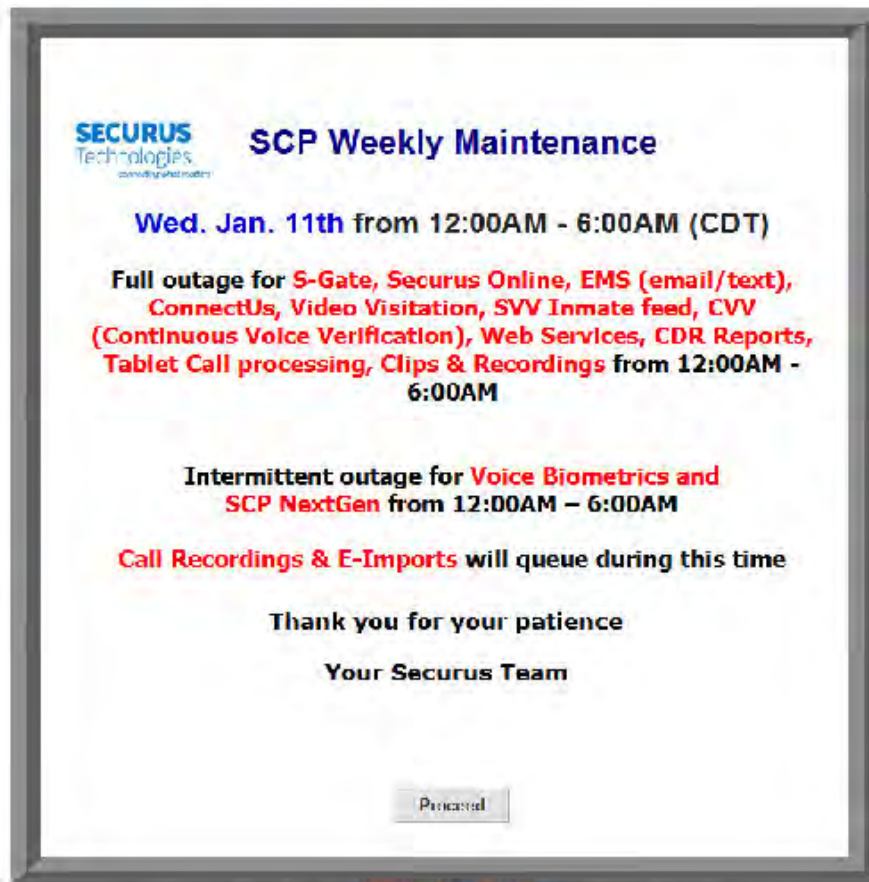 SECURUS
Technologies
connecting what matters
SCP Weekly Maintenance
Wed. Jan. 11th from 12:00AM - 6:00AM (CDT)
Full outage for S-Gate, Securus Online, EMS (email/text),
ConnectUs, Video Visitation, SVV Inmate feed, CVV
(Continuous Voice Verification), Web Services, CDR Reports,
Tablet Call processing, Clips & Recordings from 12:00AM -
6:00AM
Intermittent outage for Voice Biometrics and
SCP NextGen from 12:00AM – 6:00AM
Call Recordings & E-Imports will queue during this time
Thank you for your patience
Your Securus Team
Proceed